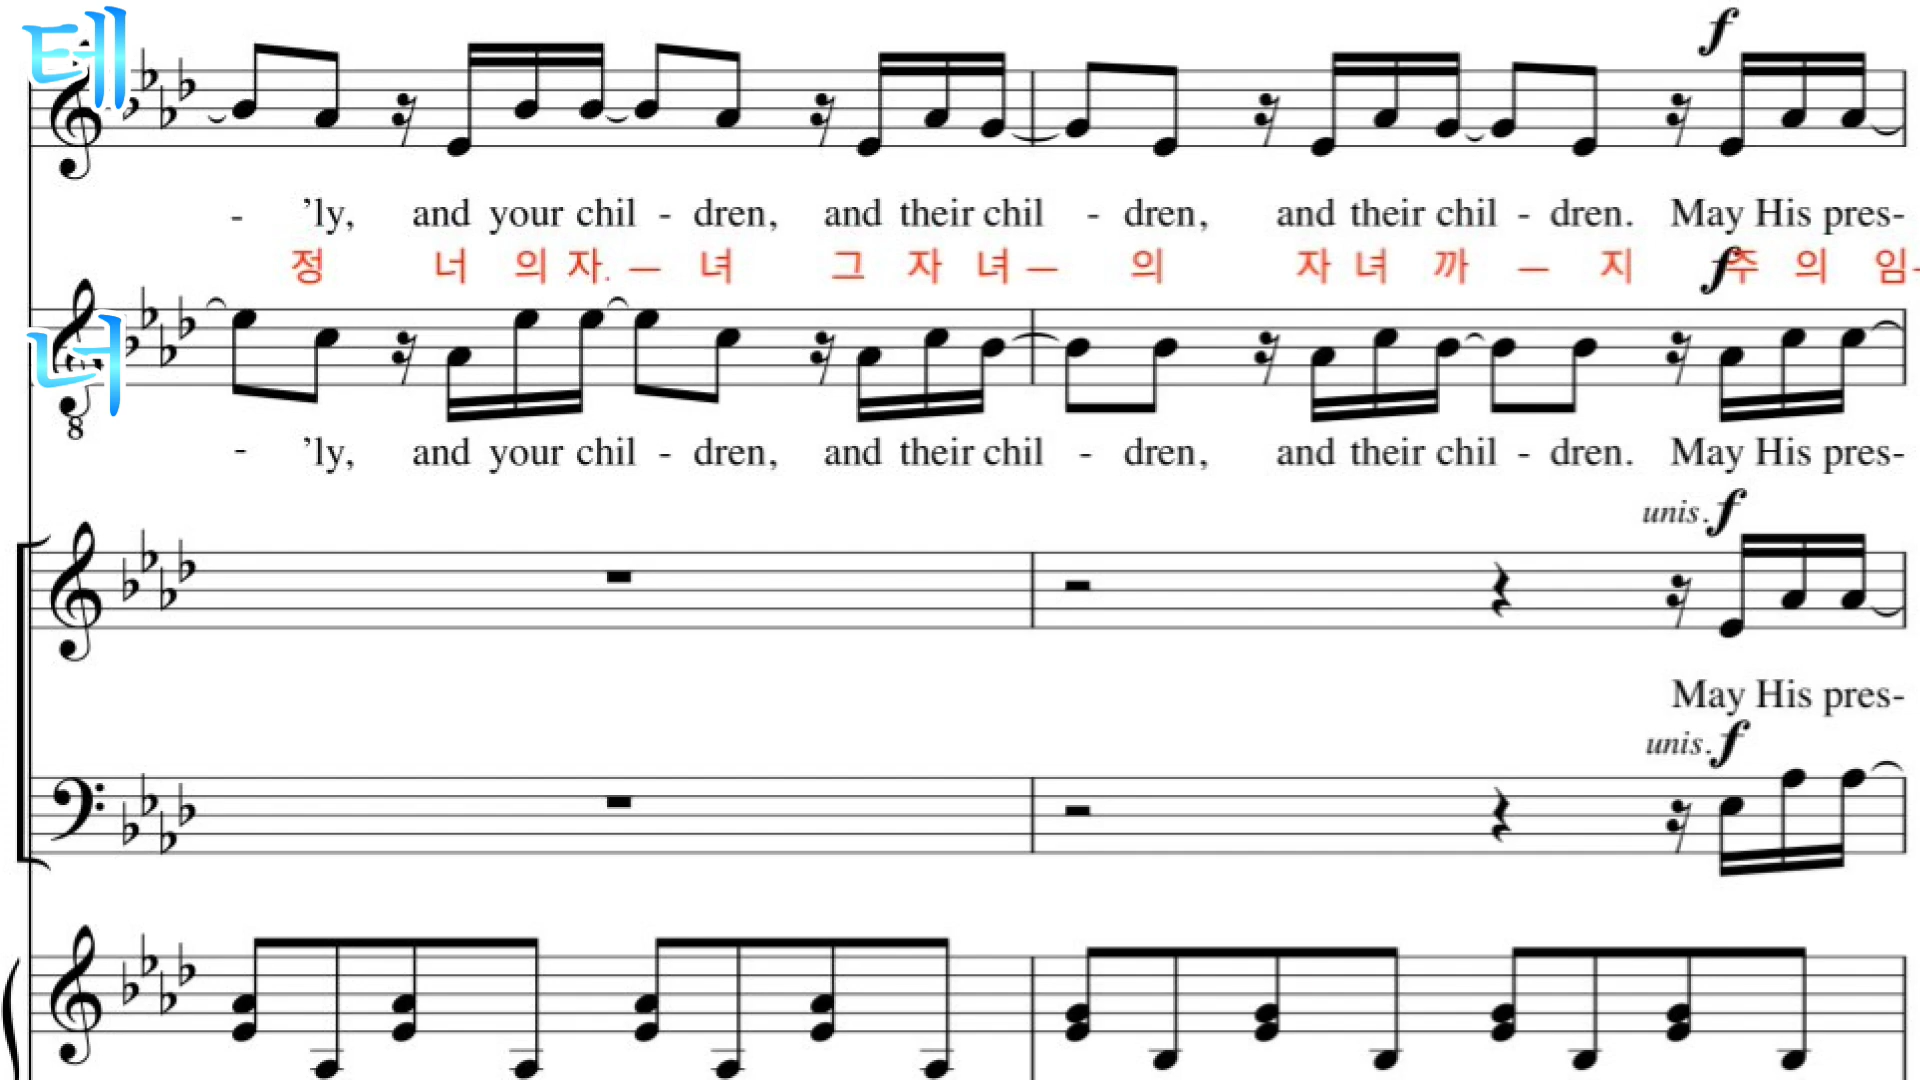 테
f
- ’ly, and your chil - dren, and their chil - dren, and their chil - dren. May His pres-
정 너 의 자. – 녀 그 자 녀 – 의 자 녀 까 – 지 주 의 임-
f
너
8
- ’ly, and your chil - dren, and their chil - dren, and their chil - dren. May His pres-
unis. f
May His pres-
unis. f